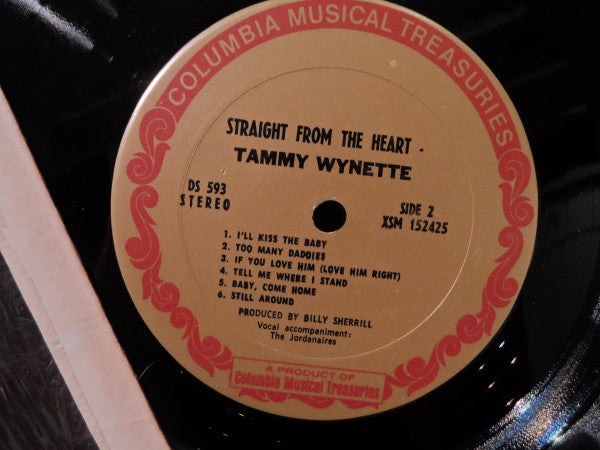 COLUMBIA MUSICAL TREASURIES
STRAIGHT FROM THE HEART -
TAMMY WYNETTE
DS 593
STEREO
SIDE 2
XSM 152425
1. I'LL KISS THE BABY
2. TOO MANY DADDIES
3. IF YOU LOVE HIM (LOVE HIM RIGHT)
4. TELL ME WHERE I STAND
5. BABY, COME HOME
6. STILL AROUND
PRODUCED BY BILLY SHERRILL
Vocal accompaniment:
The Jordanaires
A PRODUCT OF
Columbia Musical Treasuries